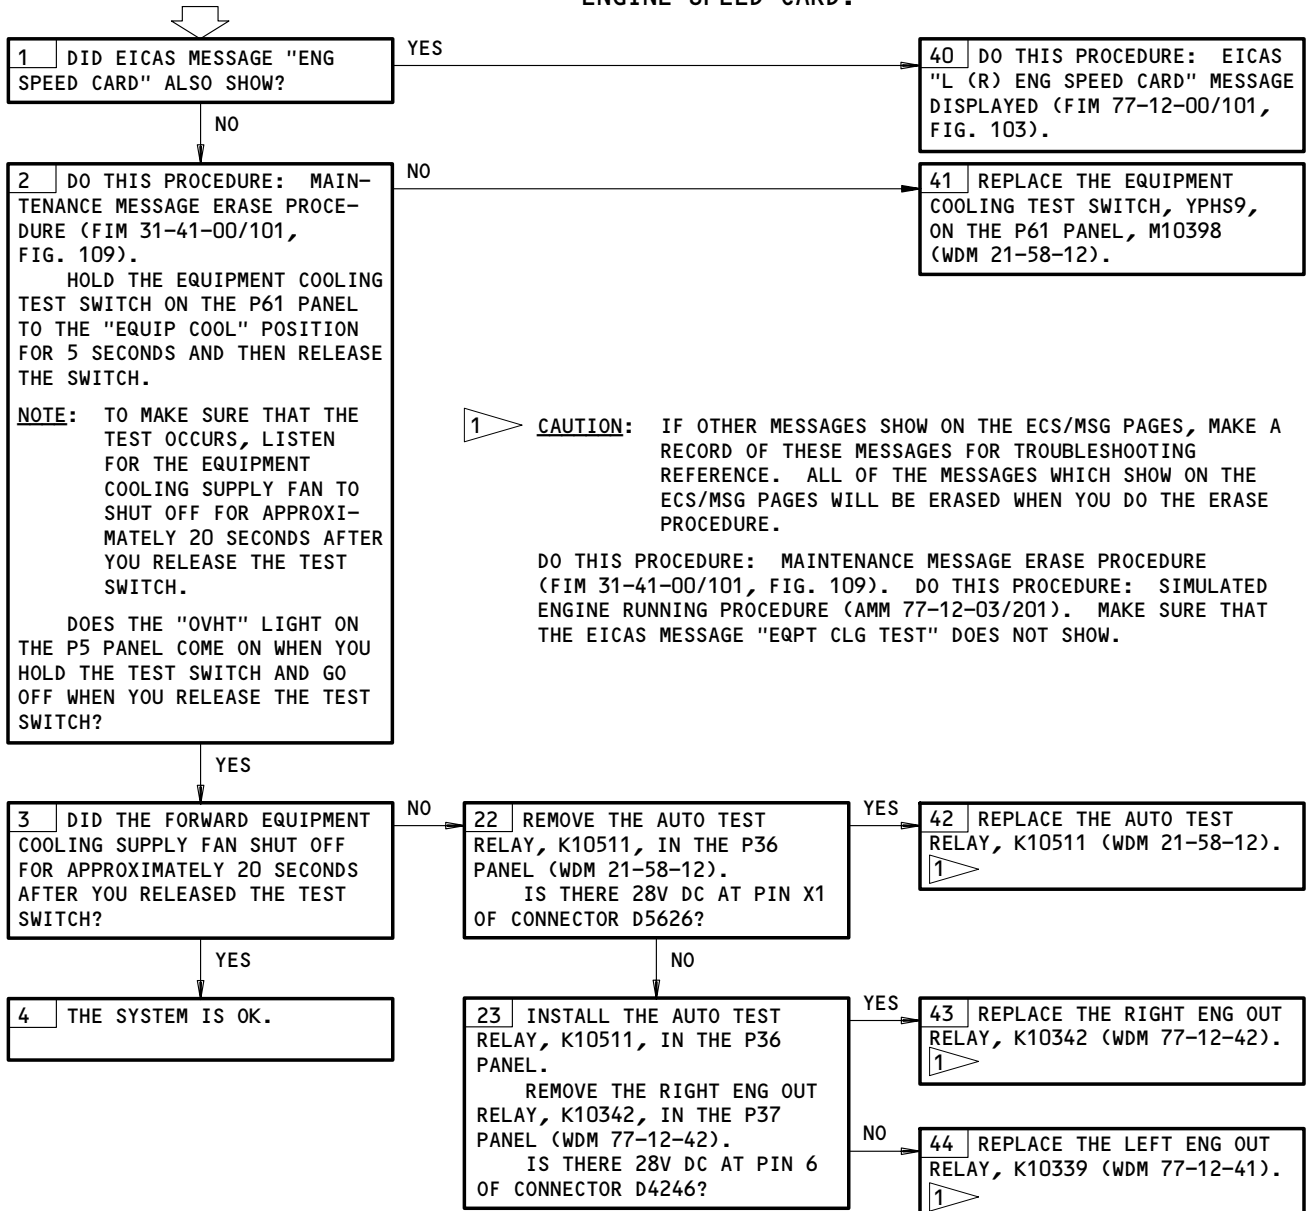 ENGINE SPEED CARD.
1 DID EICAS MESSAGE "ENG
SPEED CARD" ALSO SHOW?
YES
40 DO THIS PROCEDURE: EICAS
"L (R) ENG SPEED CARD" MESSAGE
DISPLAYED (FIM 77-12-00/101,
FIG. 103).
NO
2 DO THIS PROCEDURE: MAIN-
TENANCE MESSAGE ERASE PROCE-
DURE (FIM 31-41-00/101,
FIG. 109).
HOLD THE EQUIPMENT COOLING
TEST SWITCH ON THE P61 PANEL
TO THE "EQUIP COOL" POSITION
FOR 5 SECONDS AND THEN RELEASE
THE SWITCH.
NOTE: TO MAKE SURE THAT THE
TEST OCCURS, LISTEN
FOR THE EQUIPMENT
COOLING SUPPLY FAN TO
SHUT OFF FOR APPROXI-
MATELY 20 SECONDS AFTER
YOU RELEASE THE TEST
SWITCH.
DOES THE "OVHT" LIGHT ON
THE P5 PANEL COME ON WHEN YOU
HOLD THE TEST SWITCH AND GO
OFF WHEN YOU RELEASE THE TEST
SWITCH?
NO
41 REPLACE THE EQUIPMENT
COOLING TEST SWITCH, YPHS9,
ON THE P61 PANEL, M10398
(WDM 21-58-12).
1 CAUTION: IF OTHER MESSAGES SHOW ON THE ECS/MSG PAGES, MAKE A
RECORD OF THESE MESSAGES FOR TROUBLESHOOTING
REFERENCE. ALL OF THE MESSAGES WHICH SHOW ON THE
ECS/MSG PAGES WILL BE ERASED WHEN YOU DO THE ERASE
PROCEDURE.
DO THIS PROCEDURE: MAINTENANCE MESSAGE ERASE PROCEDURE
(FIM 31-41-00/101, FIG. 109). DO THIS PROCEDURE: SIMULATED
ENGINE RUNNING PROCEDURE (AMM 77-12-03/201). MAKE SURE THAT
THE EICAS MESSAGE "EQPT CLG TEST" DOES NOT SHOW.
YES
3 DID THE FORWARD EQUIPMENT
COOLING SUPPLY FAN SHUT OFF
FOR APPROXIMATELY 20 SECONDS
AFTER YOU RELEASED THE TEST
SWITCH?
NO
22 REMOVE THE AUTO TEST
RELAY, K10511, IN THE P36
PANEL (WDM 21-58-12).
IS THERE 28V DC AT PIN X1
OF CONNECTOR D5626?
YES
42 REPLACE THE AUTO TEST
RELAY, K10511 (WDM 21-58-12).
1
YES
4 THE SYSTEM IS OK.
NO
23 INSTALL THE AUTO TEST
RELAY, K10511, IN THE P36
PANEL.
REMOVE THE RIGHT ENG OUT
RELAY, K10342, IN THE P37
PANEL (WDM 77-12-42).
IS THERE 28V DC AT PIN 6
OF CONNECTOR D4246?
YES
43 REPLACE THE RIGHT ENG OUT
RELAY, K10342 (WDM 77-12-42).
1
NO
44 REPLACE THE LEFT ENG OUT
RELAY, K10339 (WDM 77-12-41).
1